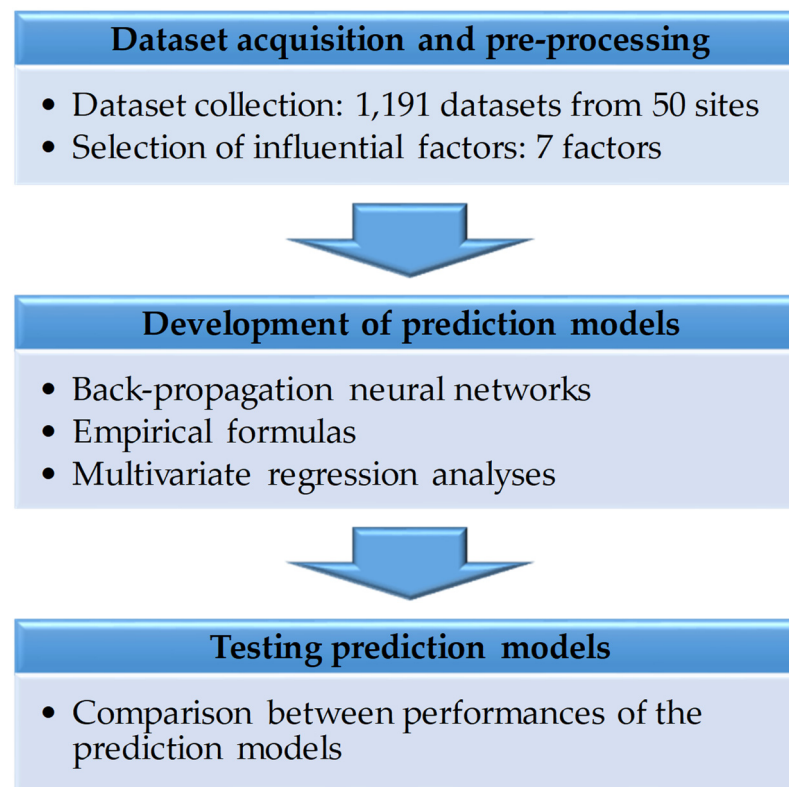 Dataset acquisition and pre-processing
• Dataset collection: 1,191 datasets from 50 sites
• Selection of influential factors: 7 factors
Development of prediction models
• Back-propagation neural networks
• Empirical formulas
• Multivariate regression analyses
Testing prediction models
• Comparison between performances of the
prediction models